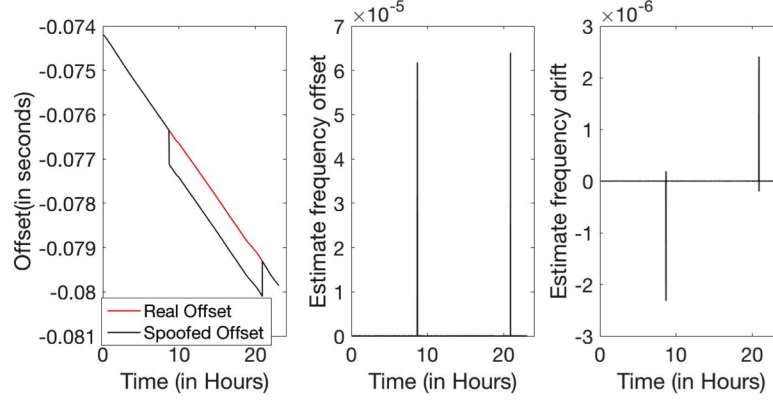 -0.074
-0.075
-0.076
-0.077
-0.078
-0.079
-0.08
-0.081
Offset(in seconds)
Real Offset
Spoofed Offset
0 10 20
Time (in Hours)
×10⁻⁵
7
6
5
4
3
2
1
0
Estimate frequency offset
0 10 20
Time (in Hours)
×10⁻⁶
3
2
1
0
-1
-2
-3
Estimate frequency drift
0 10 20
Time (in Hours)